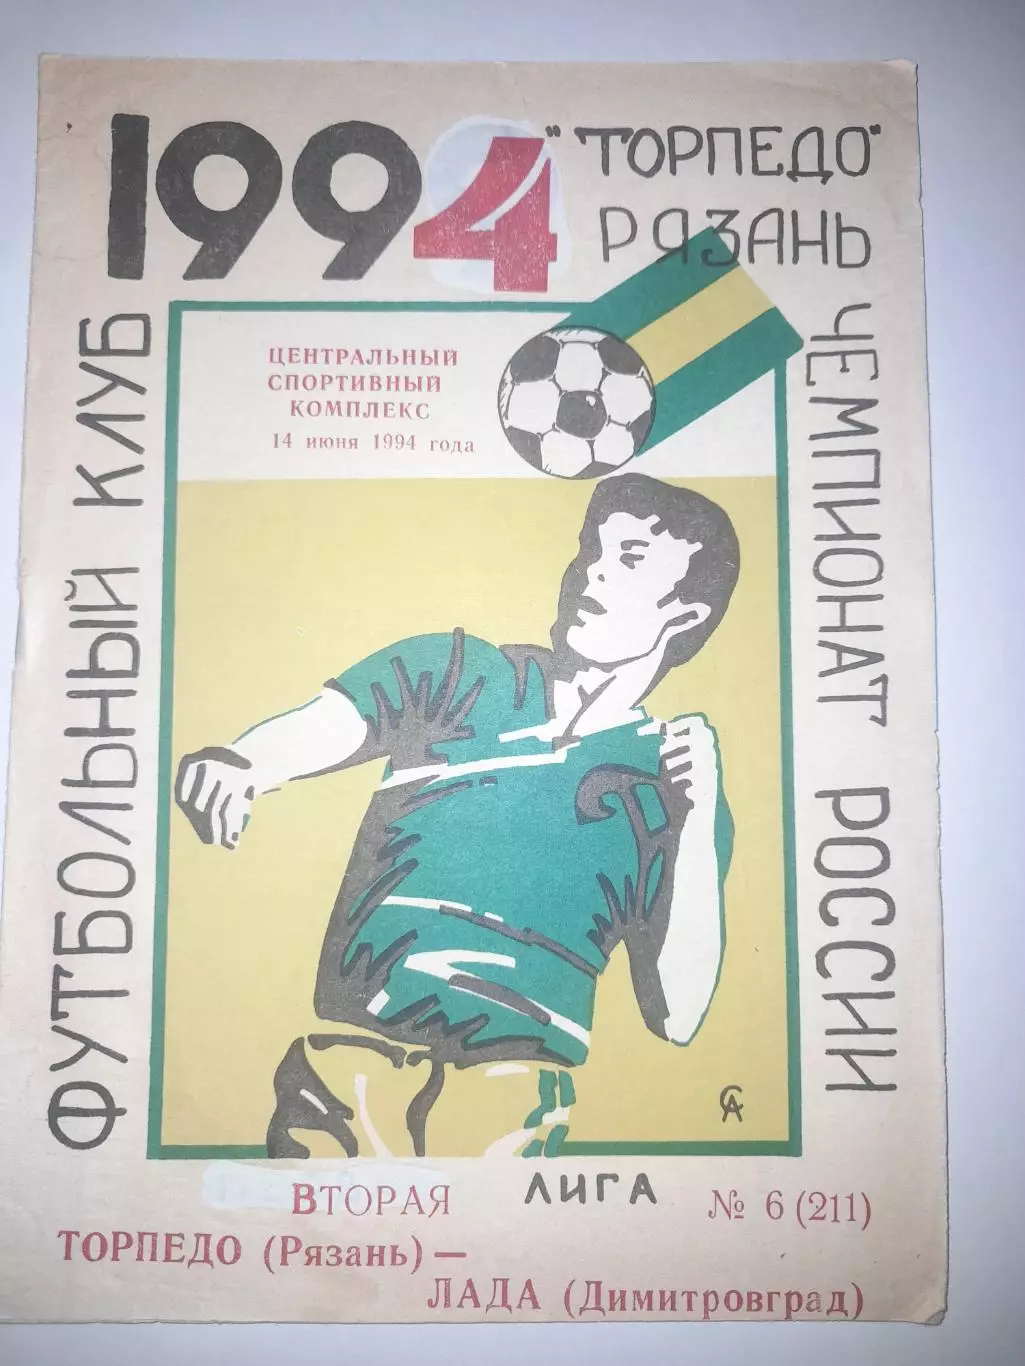 1994
"ТОРПЕДО"
РЯЗАНЬ
ФУТБОЛЬНЫЙ КЛУБ
ЧЕМПИОНАТ РОССИИ
ЦЕНТРАЛЬНЫЙ
СПОРТИВНЫЙ
КОМПЛЕКС
14 июня 1994 года
Т
СА
ВТОРАЯ ЛИГА № 6 (211)
ТОРПЕДО (Рязань) —
ЛАДА (Димитровград)